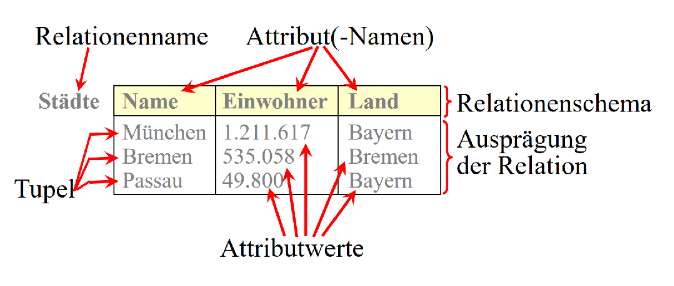 Relationenname
Attribut(-Namen)
Städte
Name
Einwohner
Land
Relationenschema
München
1.211.617
Bayern
Ausprägung
der Relation
Bremen
535.058
Bremen
Passau
49.800
Bayern
Tupel
Attributwerte